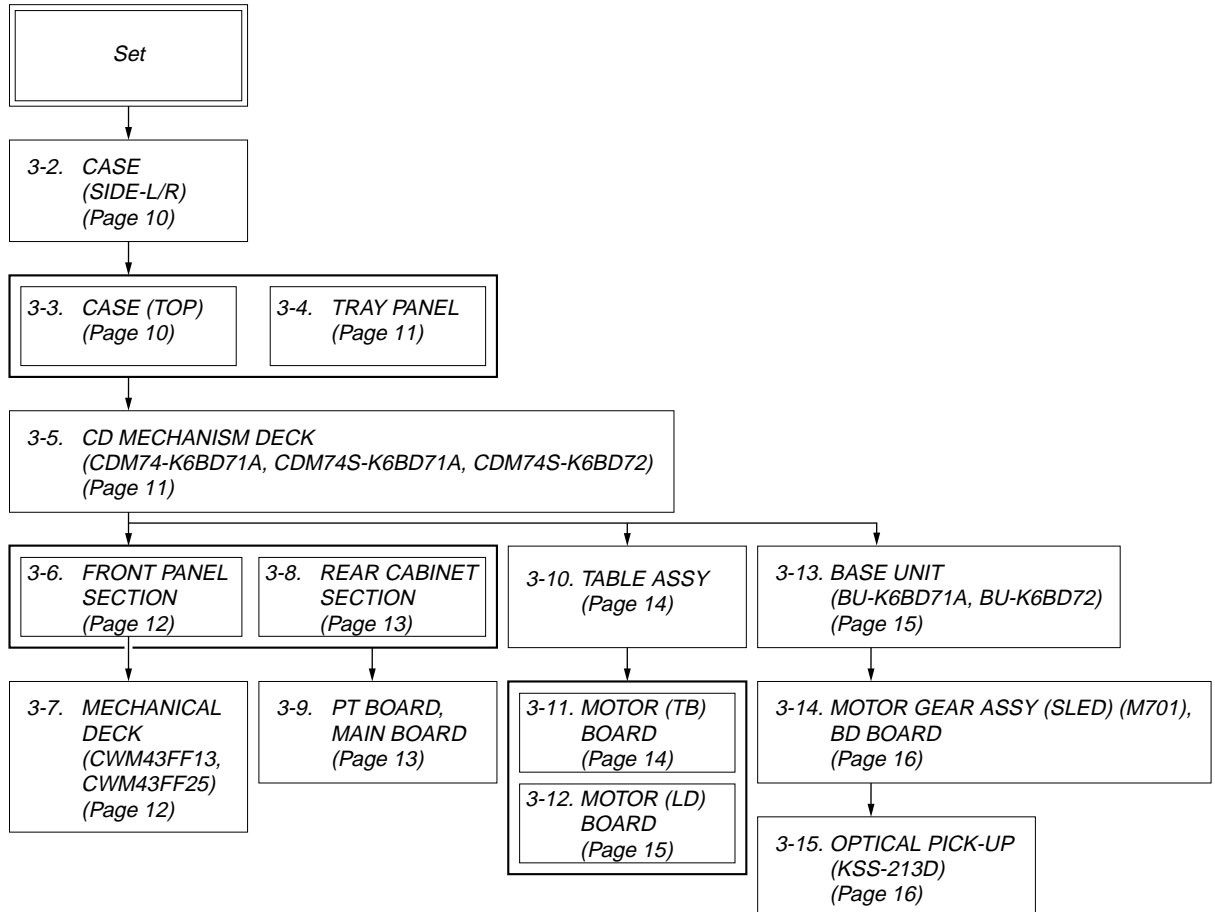 Set
3-2. CASE
(SIDE-L/R)
(Page 10)
3-3. CASE (TOP)
(Page 10)
3-4. TRAY PANEL
(Page 11)
3-5. CD MECHANISM DECK
(CDM74-K6BD71A, CDM74S-K6BD71A, CDM74S-K6BD72)
(Page 11)
3-6. FRONT PANEL
SECTION
(Page 12)
3-8. REAR CABINET
SECTION
(Page 13)
3-10. TABLE ASSY
(Page 14)
3-13. BASE UNIT
(BU-K6BD71A, BU-K6BD72)
(Page 15)
3-7. MECHANICAL
DECK
(CWM43FF13,
CWM43FF25)
(Page 12)
3-9. PT BOARD,
MAIN BOARD
(Page 13)
3-11. MOTOR (TB)
BOARD
(Page 14)
3-12. MOTOR (LD)
BOARD
(Page 15)
3-14. MOTOR GEAR ASSY (SLED) (M701),
BD BOARD
(Page 16)
3-15. OPTICAL PICK-UP
(KSS-213D)
(Page 16)